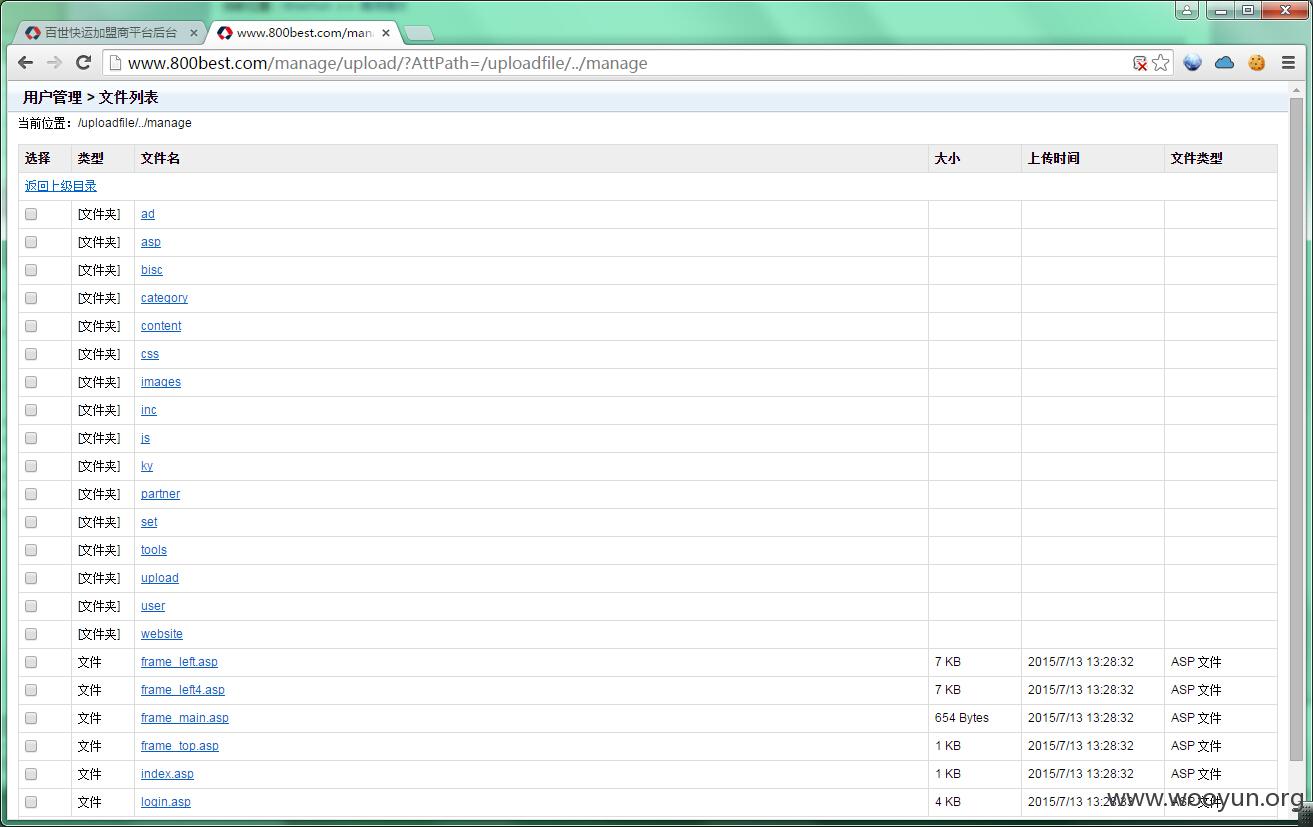 百世快运加盟商平台后台
www.800best.com/man
www.800best.com/manage/upload/?AttPath=/uploadfile/../manage
用户管理 > 文件列表
当前位置：/uploadfile/../manage
选择 类型 文件名 大小 上传时间 文件类型
返回上级目录
[文件夹] ad
[文件夹] asp
[文件夹] bisc
[文件夹] category
[文件夹] content
[文件夹] css
[文件夹] images
[文件夹] inc
[文件夹] js
[文件夹] ky
[文件夹] partner
[文件夹] set
[文件夹] tools
[文件夹] upload
[文件夹] user
[文件夹] website
文件 frame_left.asp 7 KB 2015/7/13 13:28:32 ASP 文件
文件 frame_left4.asp 7 KB 2015/7/13 13:28:32 ASP 文件
文件 frame_main.asp 654 Bytes 2015/7/13 13:28:32 ASP 文件
文件 frame_top.asp 1 KB 2015/7/13 13:28:32 ASP 文件
文件 index.asp 1 KB 2015/7/13 13:28:32 ASP 文件
文件 login.asp 4 KB 2015/7/13 ASP 文件
www.wooyun.org